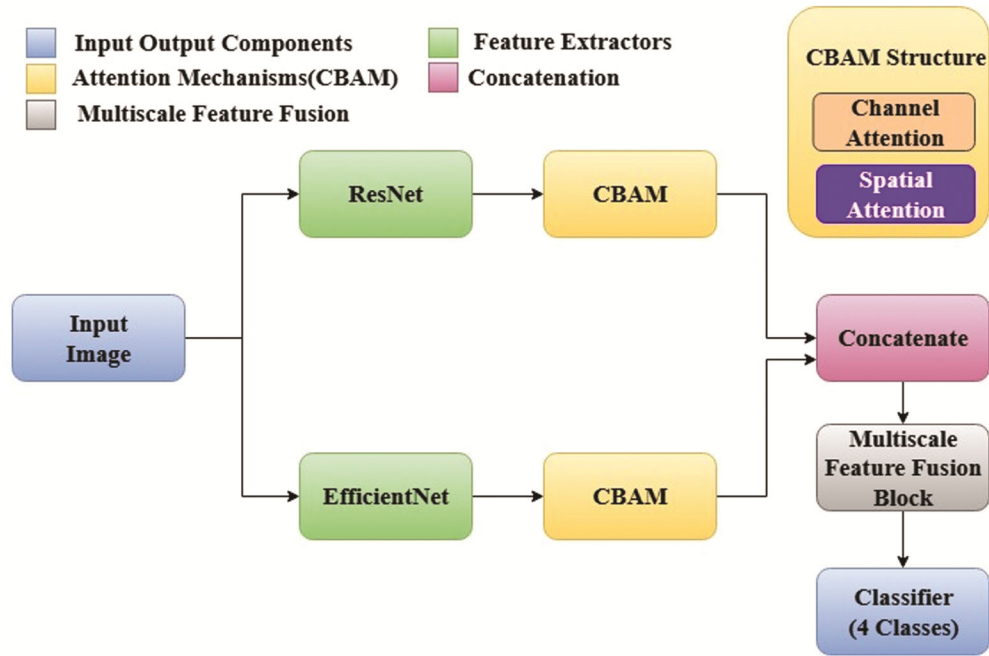 Input Output Components
Feature Extractors
Attention Mechanisms(CBAM)
Concatenation
Multiscale Feature Fusion
CBAM Structure
Channel
Attention
Spatial
Attention
ResNet
CBAM
Input
Image
Concatenate
Multiscale
Feature Fusion
Block
EfficientNet
CBAM
Classifier
(4 Classes)